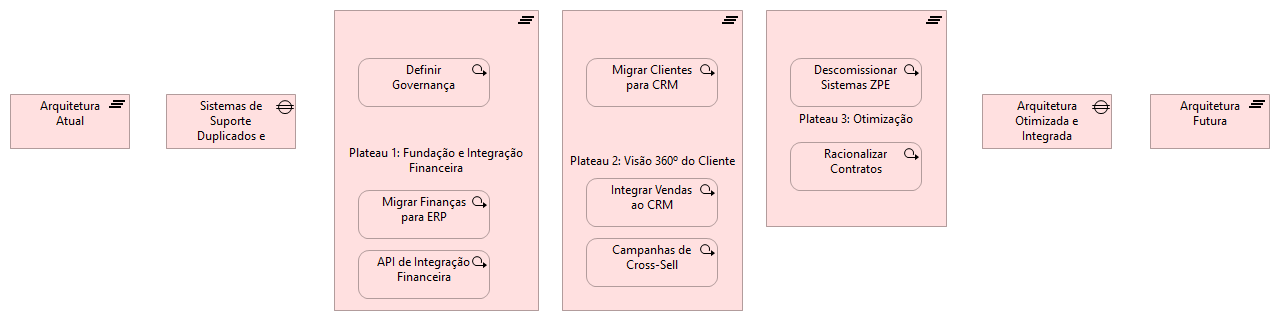 Arquitetura
Atual
Sistemas de
Suporte
Duplicados e
Definir
Governança
Plateau 1: Fundação e Integração
Financeira
Migrar Finanças
para ERP
API de Integração
Financeira
Migrar Clientes
para CRM
Plateau 2: Visão 360º do Cliente
Integrar Vendas
ao CRM
Campanhas de
Cross-Sell
Descomissionar
Sistemas ZPE
Plateau 3: Otimização
Racionalizar
Contratos
Arquitetura
Otimizada e
Integrada
Arquitetura
Futura